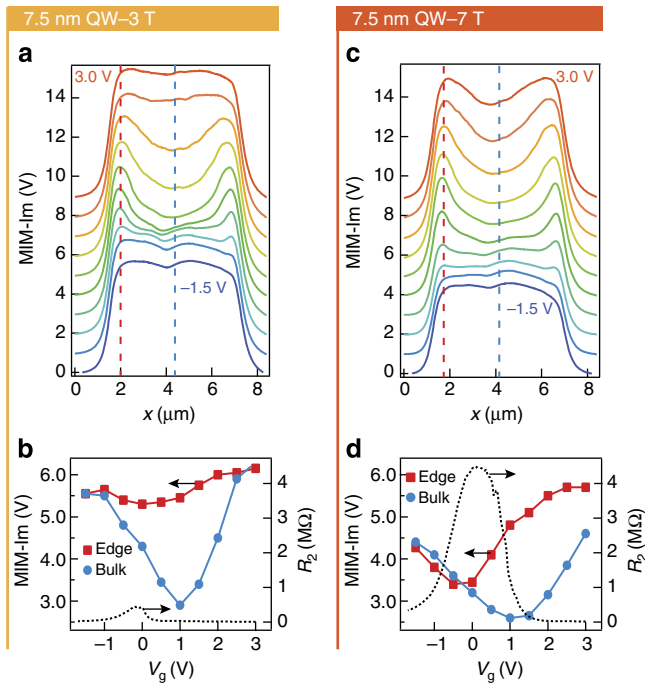 7.5 nm QW–3 T
7.5 nm QW–7 T
a
3.0 V
14
12
10
8
6
4
2
0
MIM-Im (V)
–1.5 V
0 2 4 6 8
x (μm)
c
3.0 V
14
12
10
8
6
4
2
0
MIM-Im (V)
–1.5 V
0 2 4 6 8
x (μm)
b
6.0
5.0
4.0
3.0
MIM-Im (V)
Edge
Bulk
4
3
2
1
0
R2 (MΩ)
−1 0 1 2 3
Vg (V)
d
6.0
5.0
4.0
3.0
MIM-Im (V)
Edge
Bulk
4
3
2
1
0
R2 (MΩ)
−1 0 1 2 3
Vg (V)